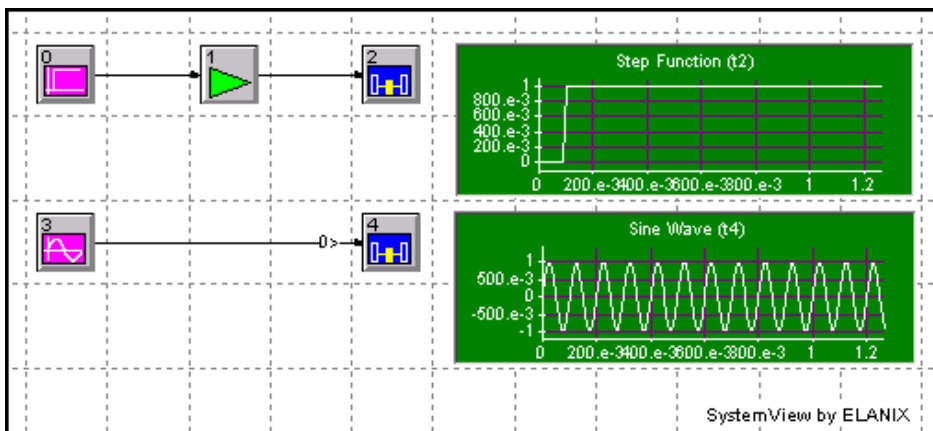 0
1
2
Step Function (t2)
1
800.e-3
600.e-3
400.e-3
200.e-3
0
0 200.e-3400.e-3600.e-3800.e-3 1 1.2
3
0>
4
Sine Wave (t4)
1
500.e-3
0
-500.e-3
-1
0 200.e-3400.e-3600.e-3800.e-3 1 1.2
SystemView by ELANIX